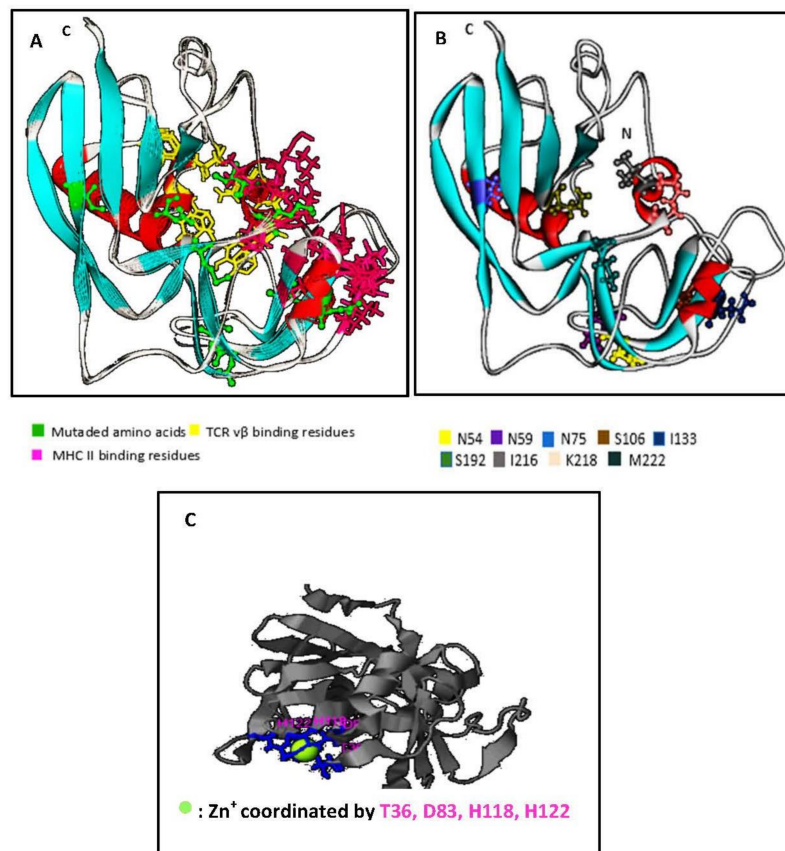 A
C
B
C
N
Mutaded amino acids TCR vβ binding residues
MHC II binding residues
N54 N59 N75 S106 I133
S192 I216 K218 M222
C
: Zn⁺ coordinated by T36, D83, H118, H122